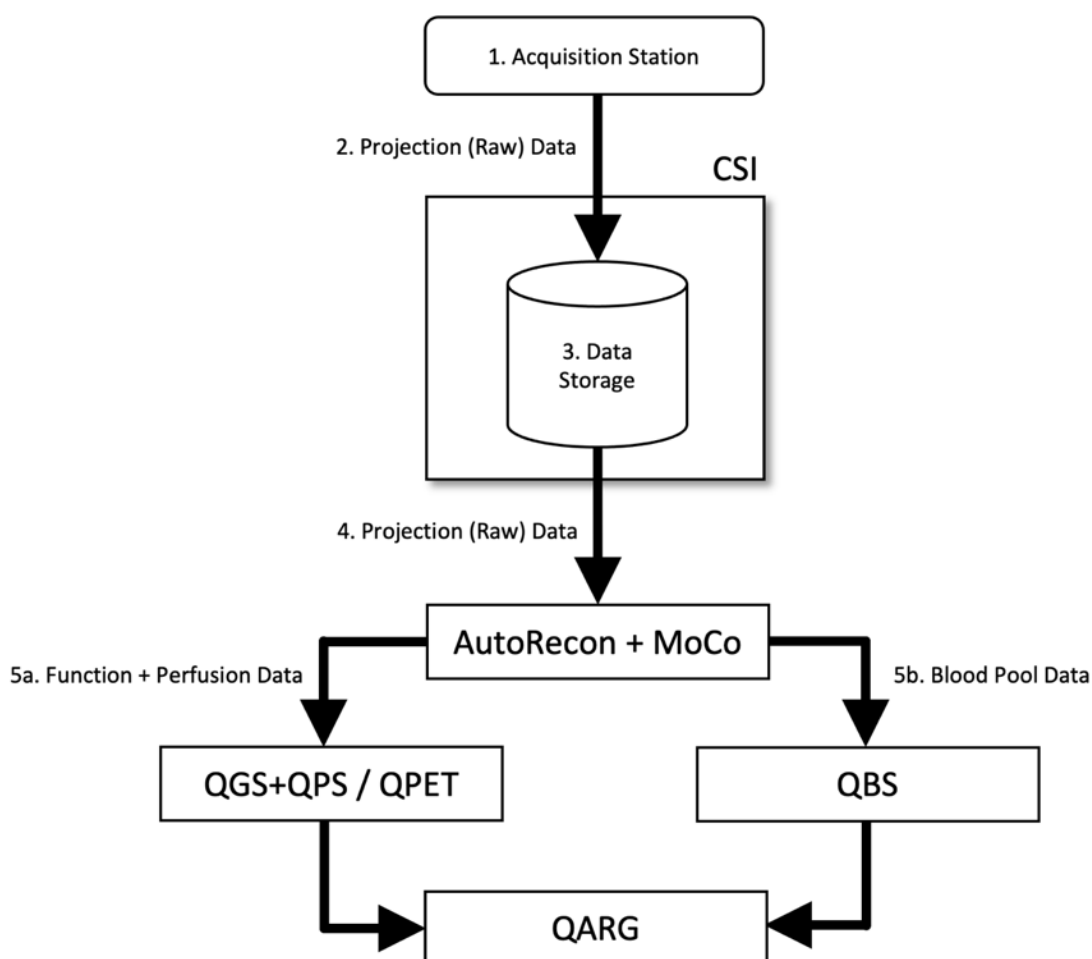 1. Acquisition Station
2. Projection (Raw) Data
CSI
3. Data
Storage
4. Projection (Raw) Data
AutoRecon + MoCo
5a. Function + Perfusion Data
5b. Blood Pool Data
QGS+QPS / QPET
QBS
QARG